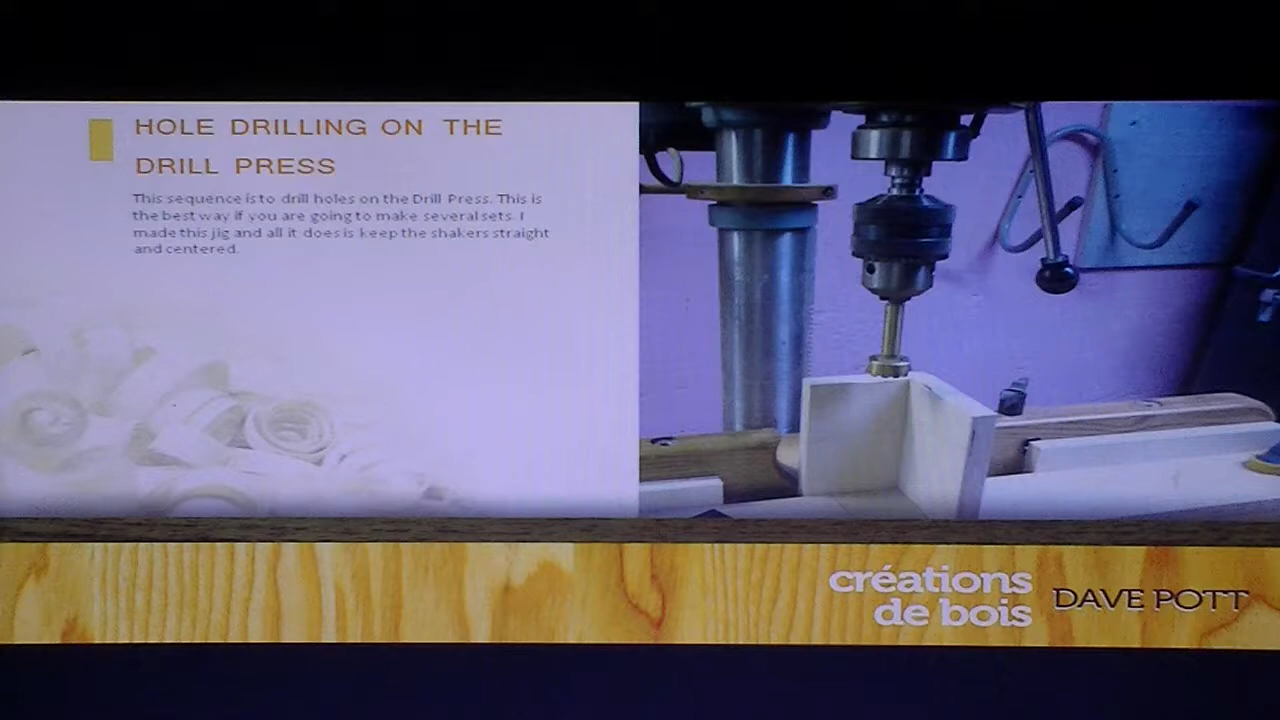 HOLE DRILLING ON THE
DRILL PRESS
This sequence is to drill holes on the Drill Press. This is
the best way if you are going to make several sets. I
made this jig and all it does is keep the shakers straight
and centered.
créations
de bois
DAVE POTT